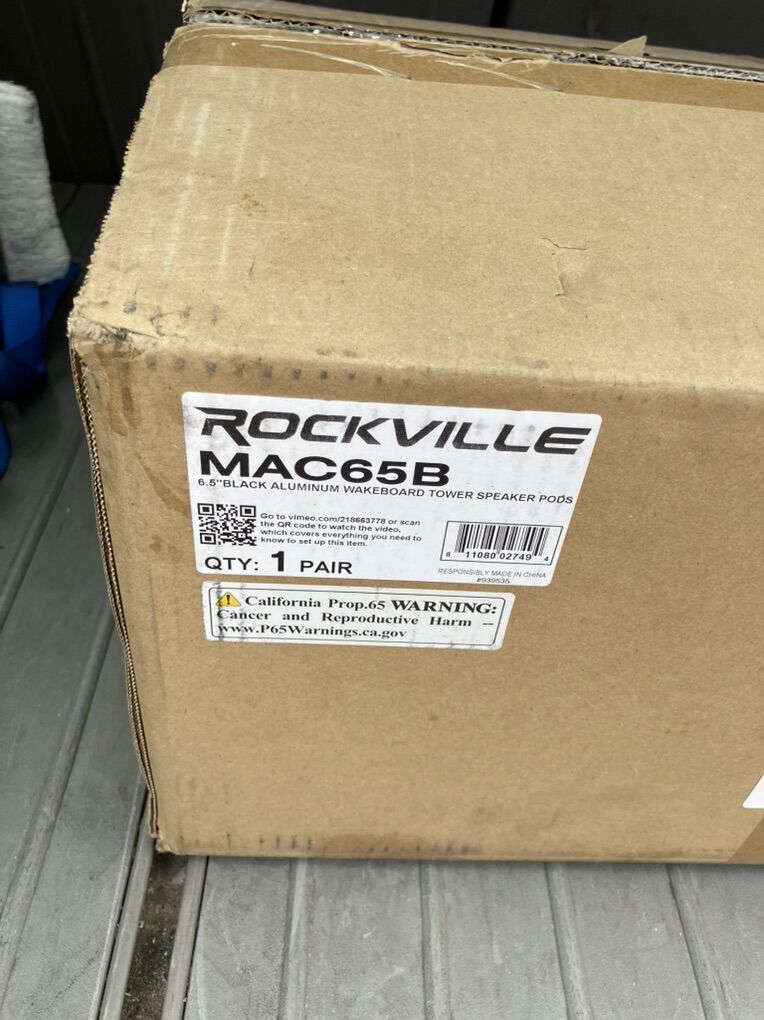 ROCKVILLE
MAC65B
6.5"BLACK ALUMINUM WAKEBOARD TOWER SPEAKER PODS
Go to vimeo.com/218663778 or scan
the QR code to watch the video,
which covers everything you need to
know to set up this item.
8 11080 02749 4
QTY: 1 PAIR
RESPONSIBLY MADE IN CHINA
#939535
California Prop.65 WARNING:
Cancer and Reproductive Harm –
www.P65Warnings.ca.gov